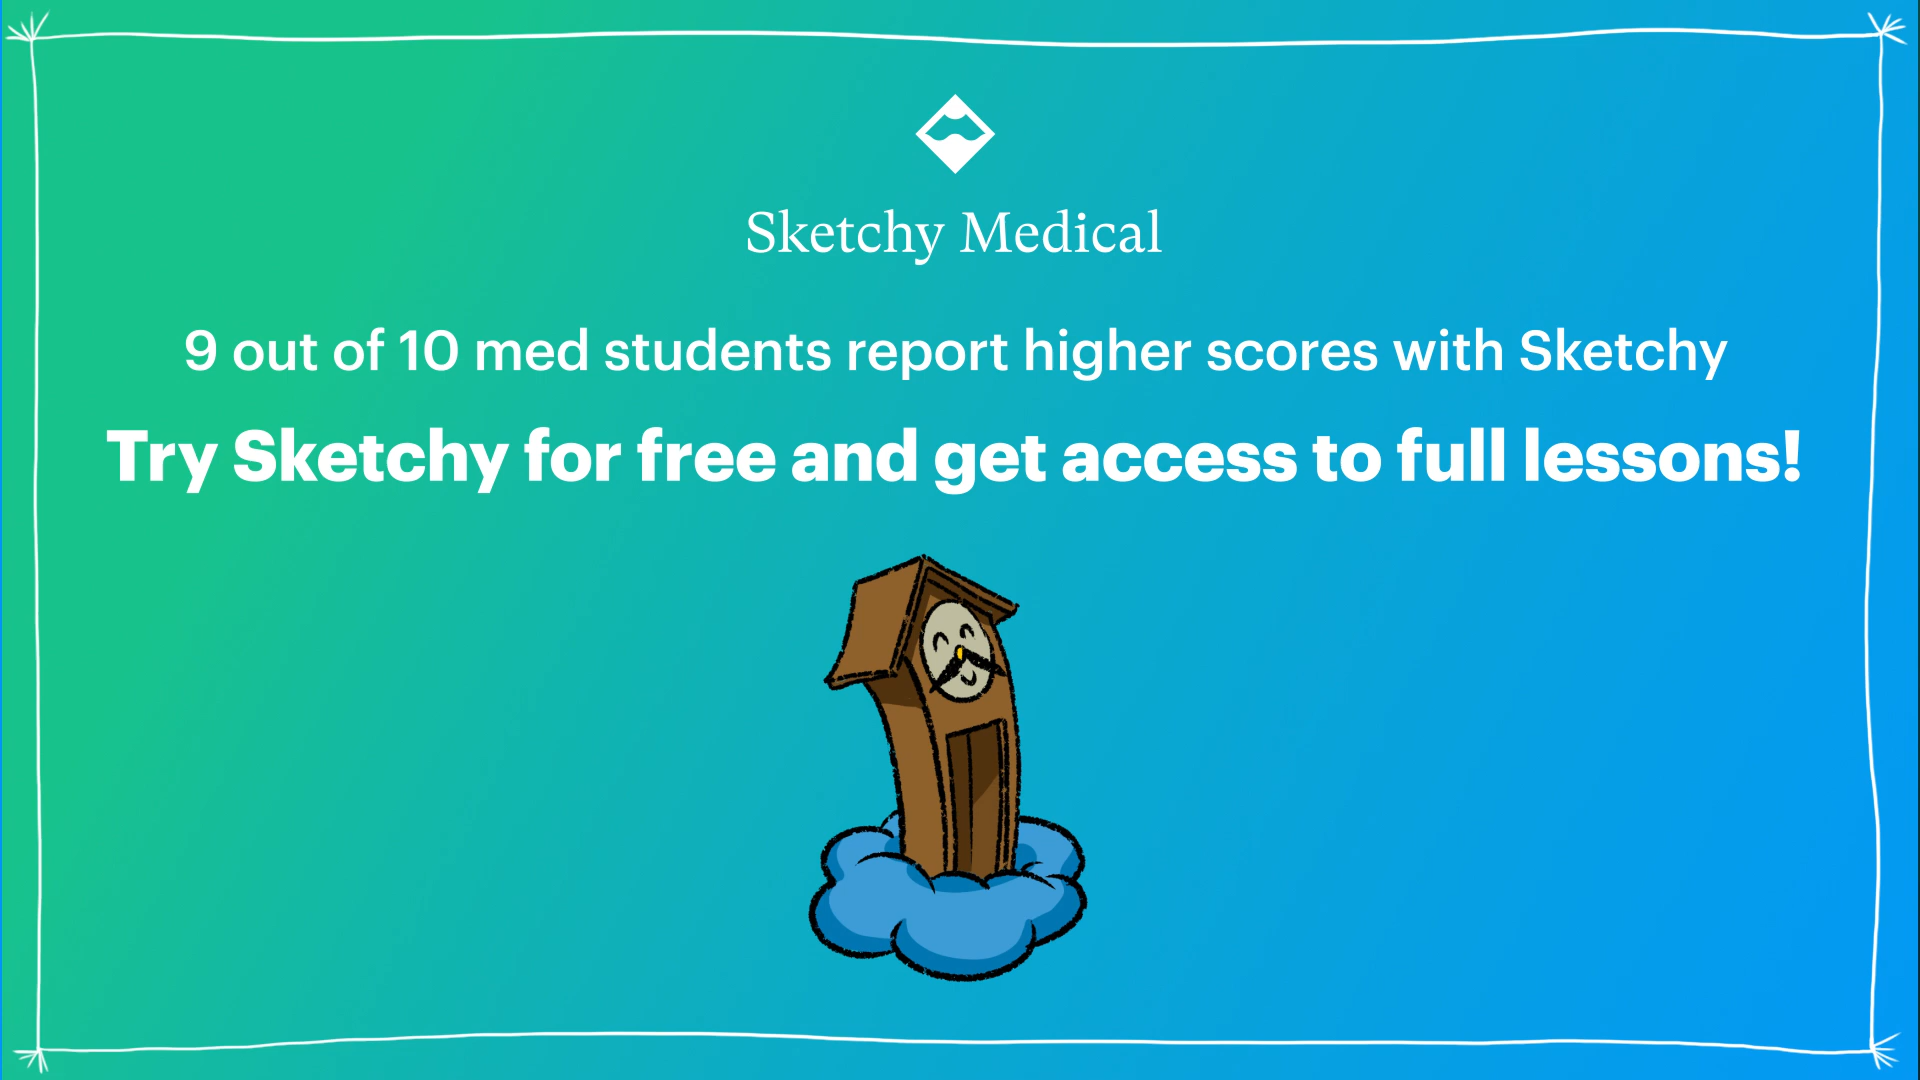 Sketchy Medical
9 out of 10 med students report higher scores with Sketchy
Try Sketchy for free and get access to full lessons!